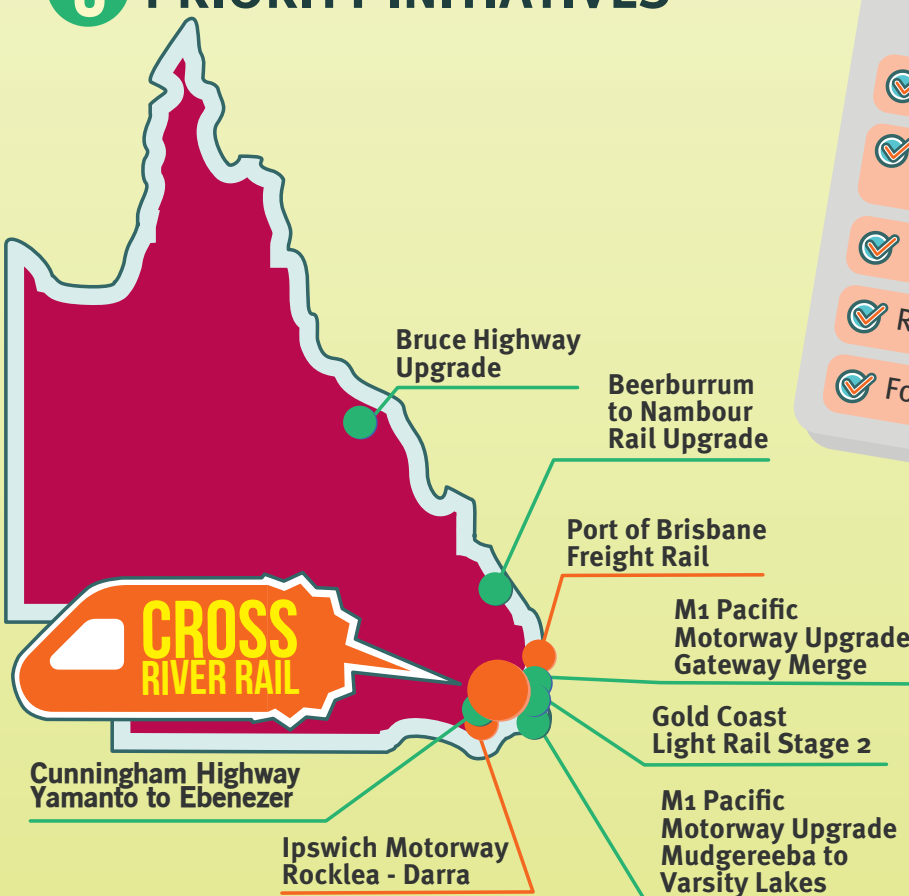 PRIORITY INITIATIVES
Bruce Highway
Upgrade
Beerburrum
to Nambour
Rail Upgrade
Port of Brisbane
Freight Rail
M1 Pacific
Motorway Upgrade
Gateway Merge
CROSS
RIVER RAIL
Gold Coast
Light Rail Stage 2
Cunningham Highway
Yamanto to Ebenezer
M1 Pacific
Motorway Upgrade
Mudgereeba to
Varsity Lakes
Ipswich Motorway
Rocklea - Darra